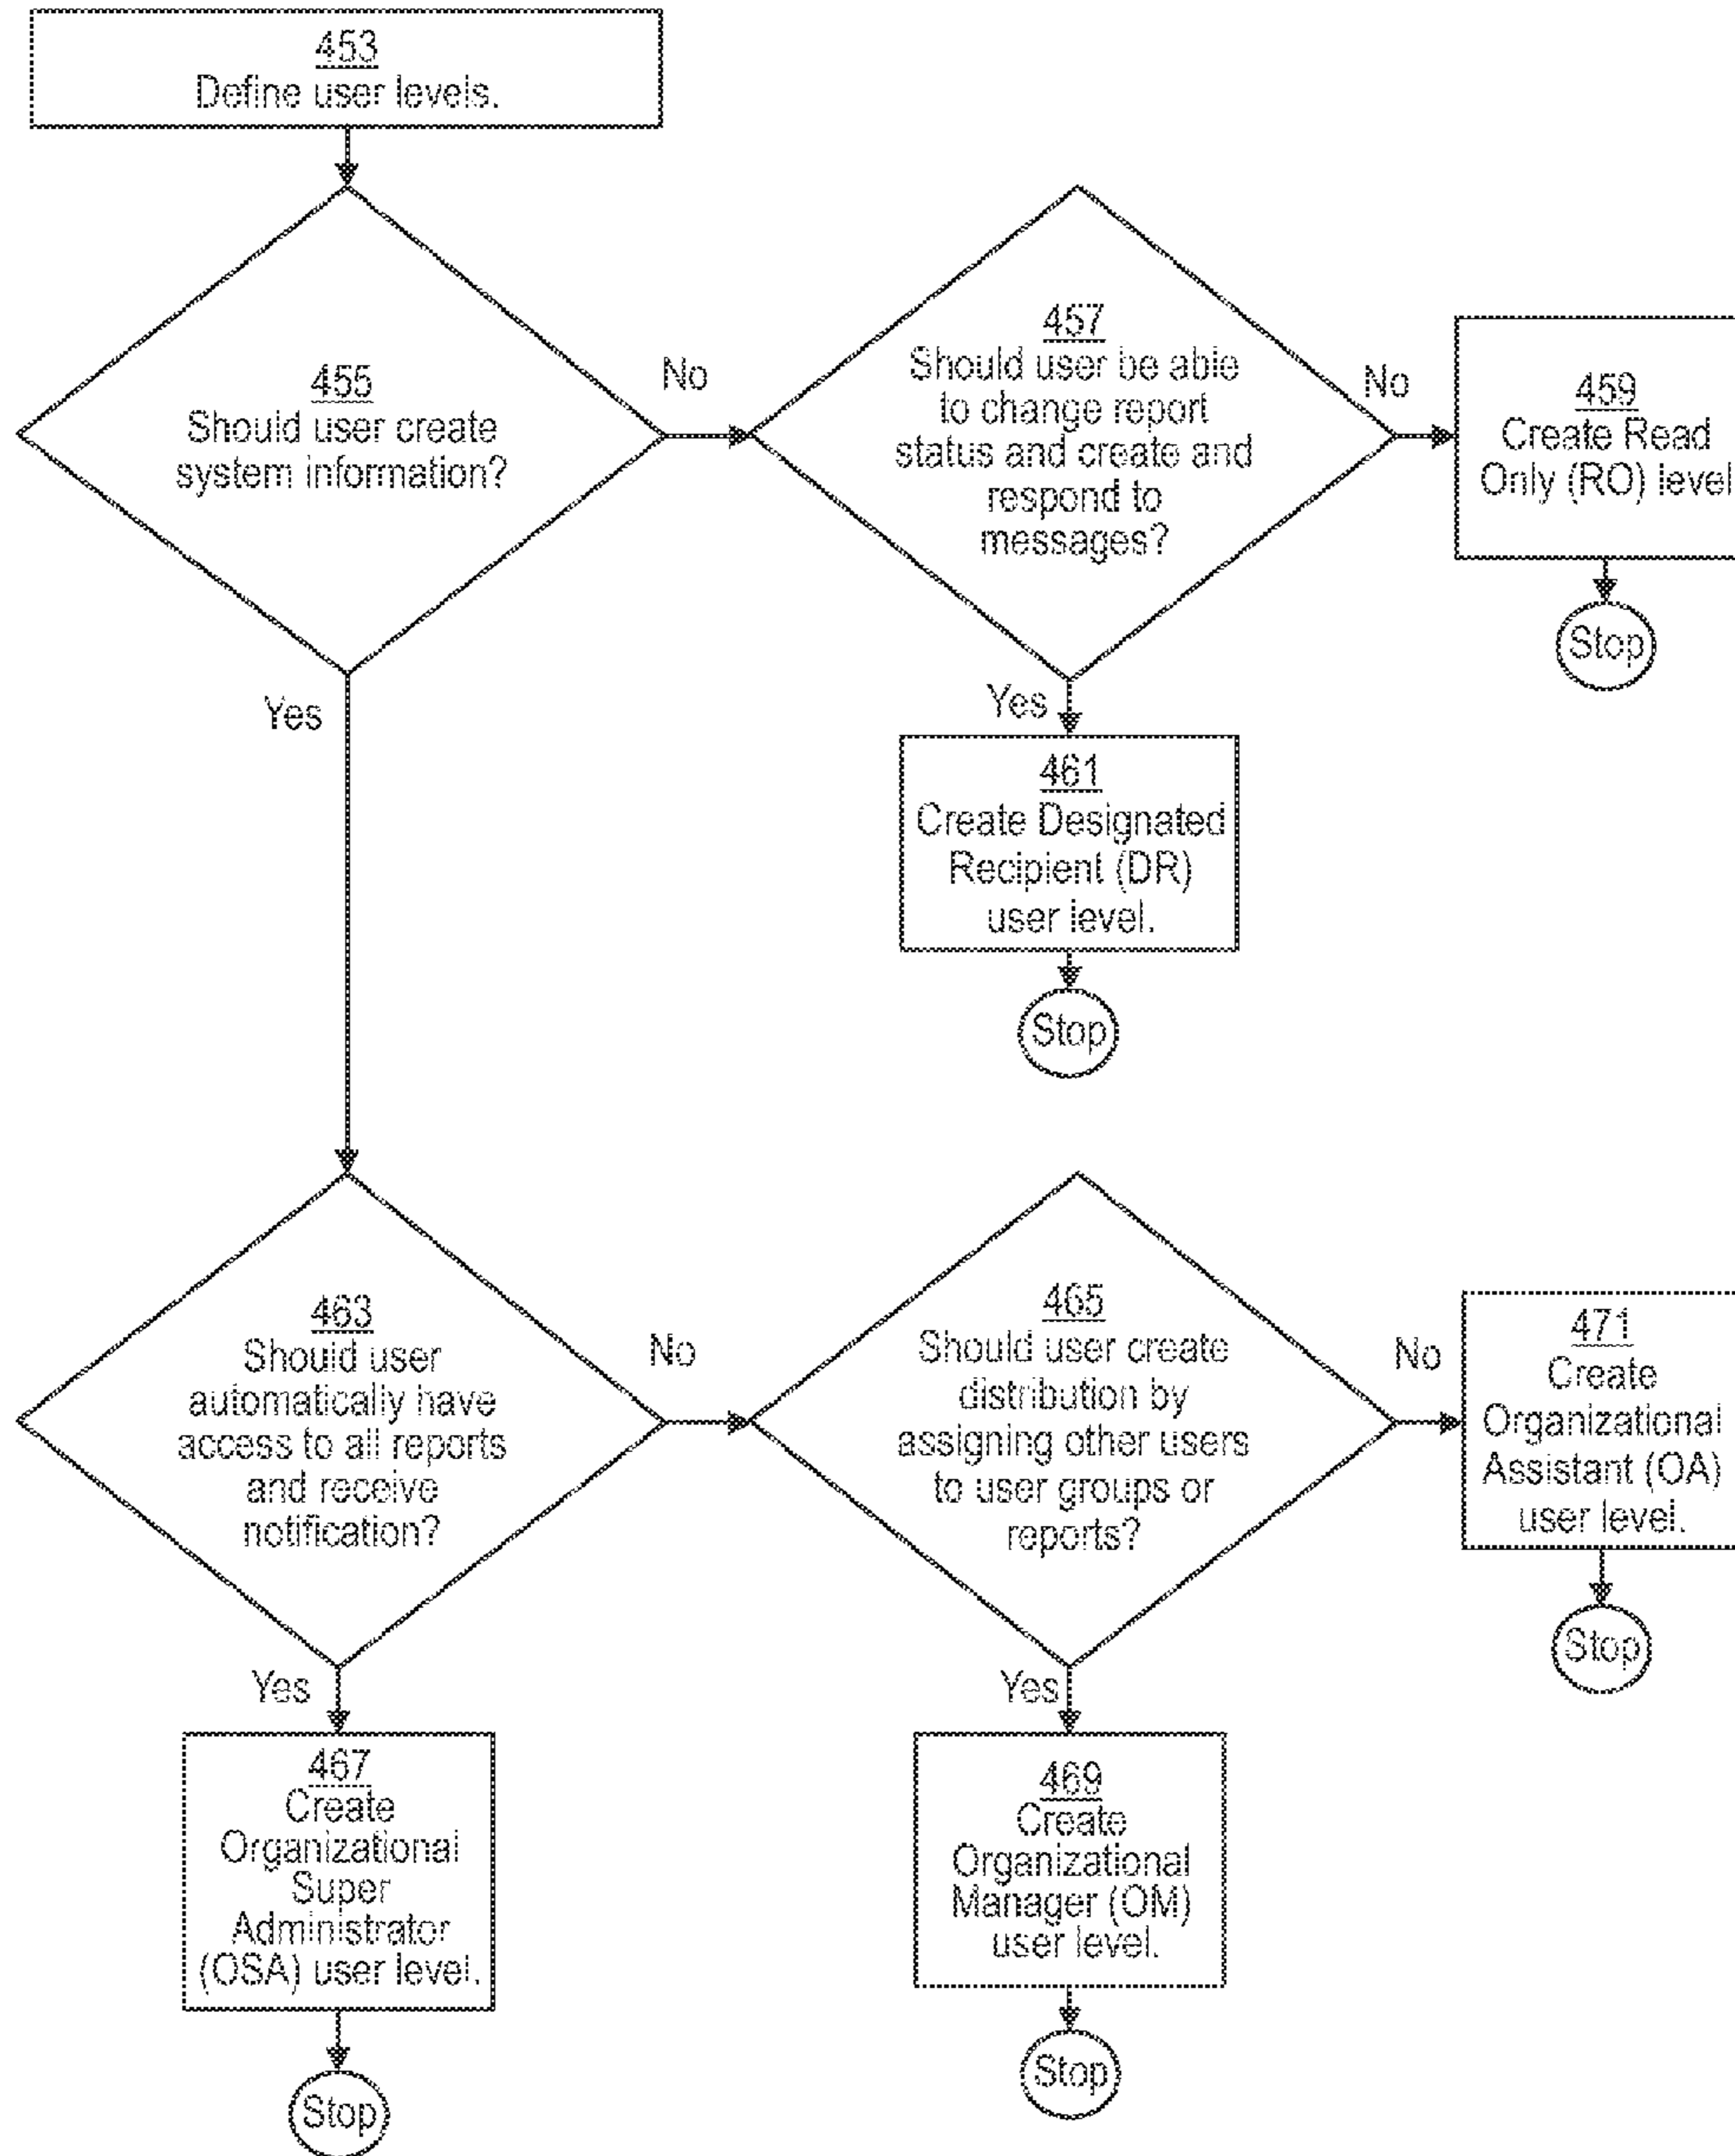 453
Define user levels.
455
Should user create
system information?
No
457
Should user be able
to change report
status and create and
respond to
messages?
No
459
Create Read
Only (RO) level
Stop
Yes
Yes
461
Create Designated
Recipient (DR)
user level.
Stop
463
Should user
automatically have
access to all reports
and receive
notification?
No
465
Should user create
distribution by
assigning other users
to user groups or
reports?
No
471
Create
Organizational
Assistant (OA)
user level.
Stop
Yes
467
Create
Organizational
Super
Administrator
(OSA) user level.
Stop
Yes
469
Create
Organizational
Manager (OM)
user level.
Stop